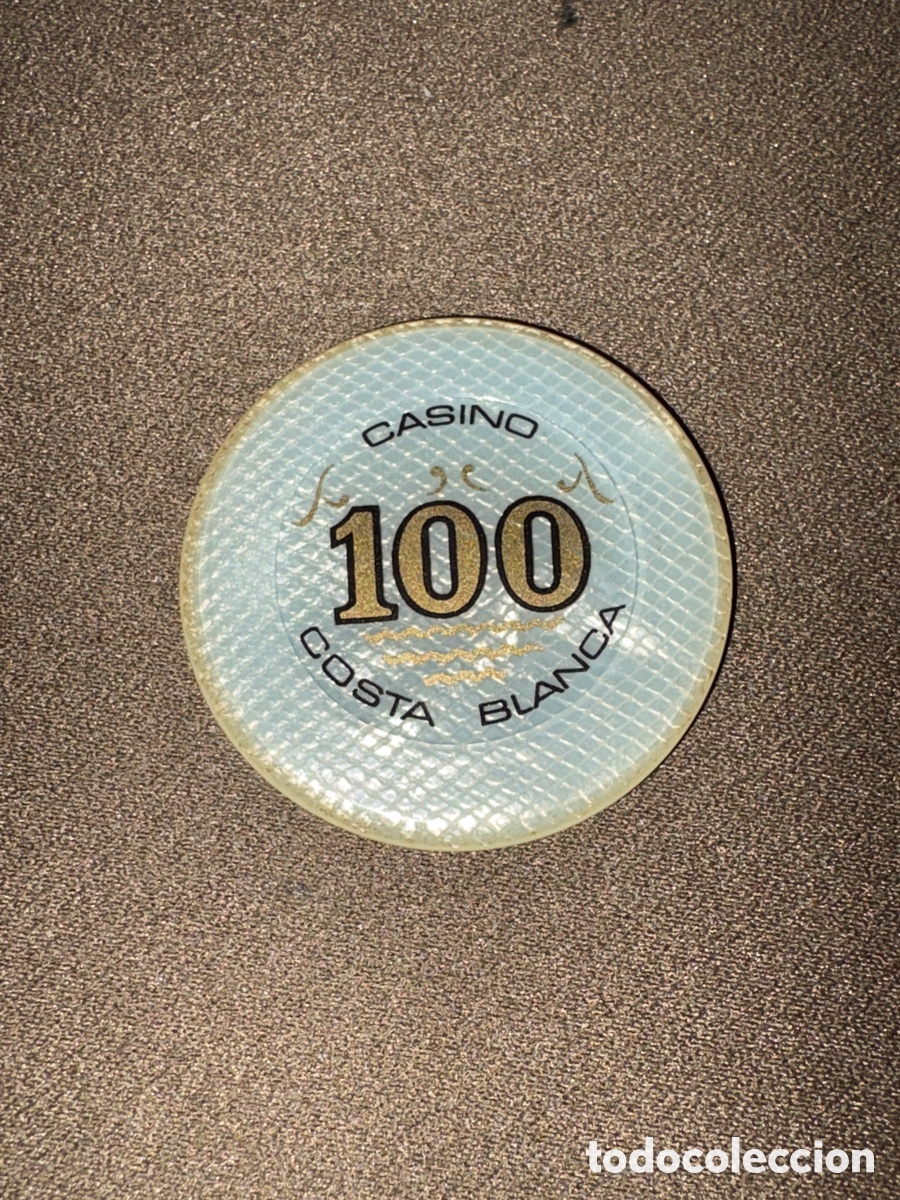 CASINO
100
COSTA BLANCA
todocoleccion